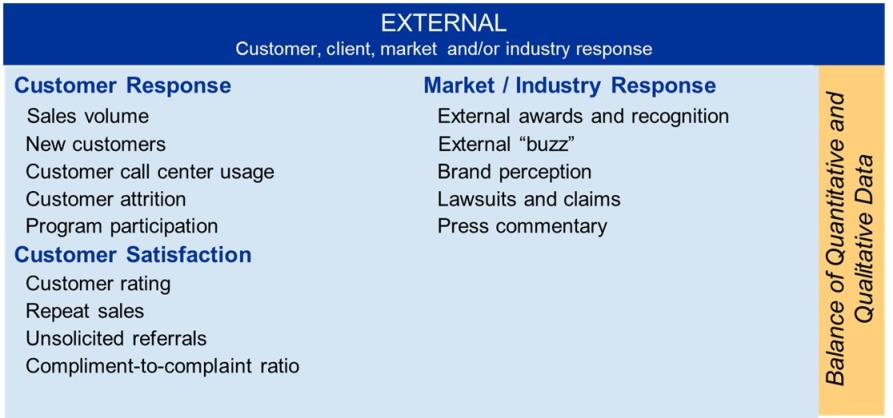 EXTERNAL
Customer, client, market and/or industry response
Customer Response
Sales volume
New customers
Customer call center usage
Customer attrition
Program participation
Customer Satisfaction
Customer rating
Repeat sales
Unsolicited referrals
Compliment-to-complaint ratio
Market / Industry Response
External awards and recognition
External “buzz”
Brand perception
Lawsuits and claims
Press commentary
Balance of Quantitative and
Qualitative Data